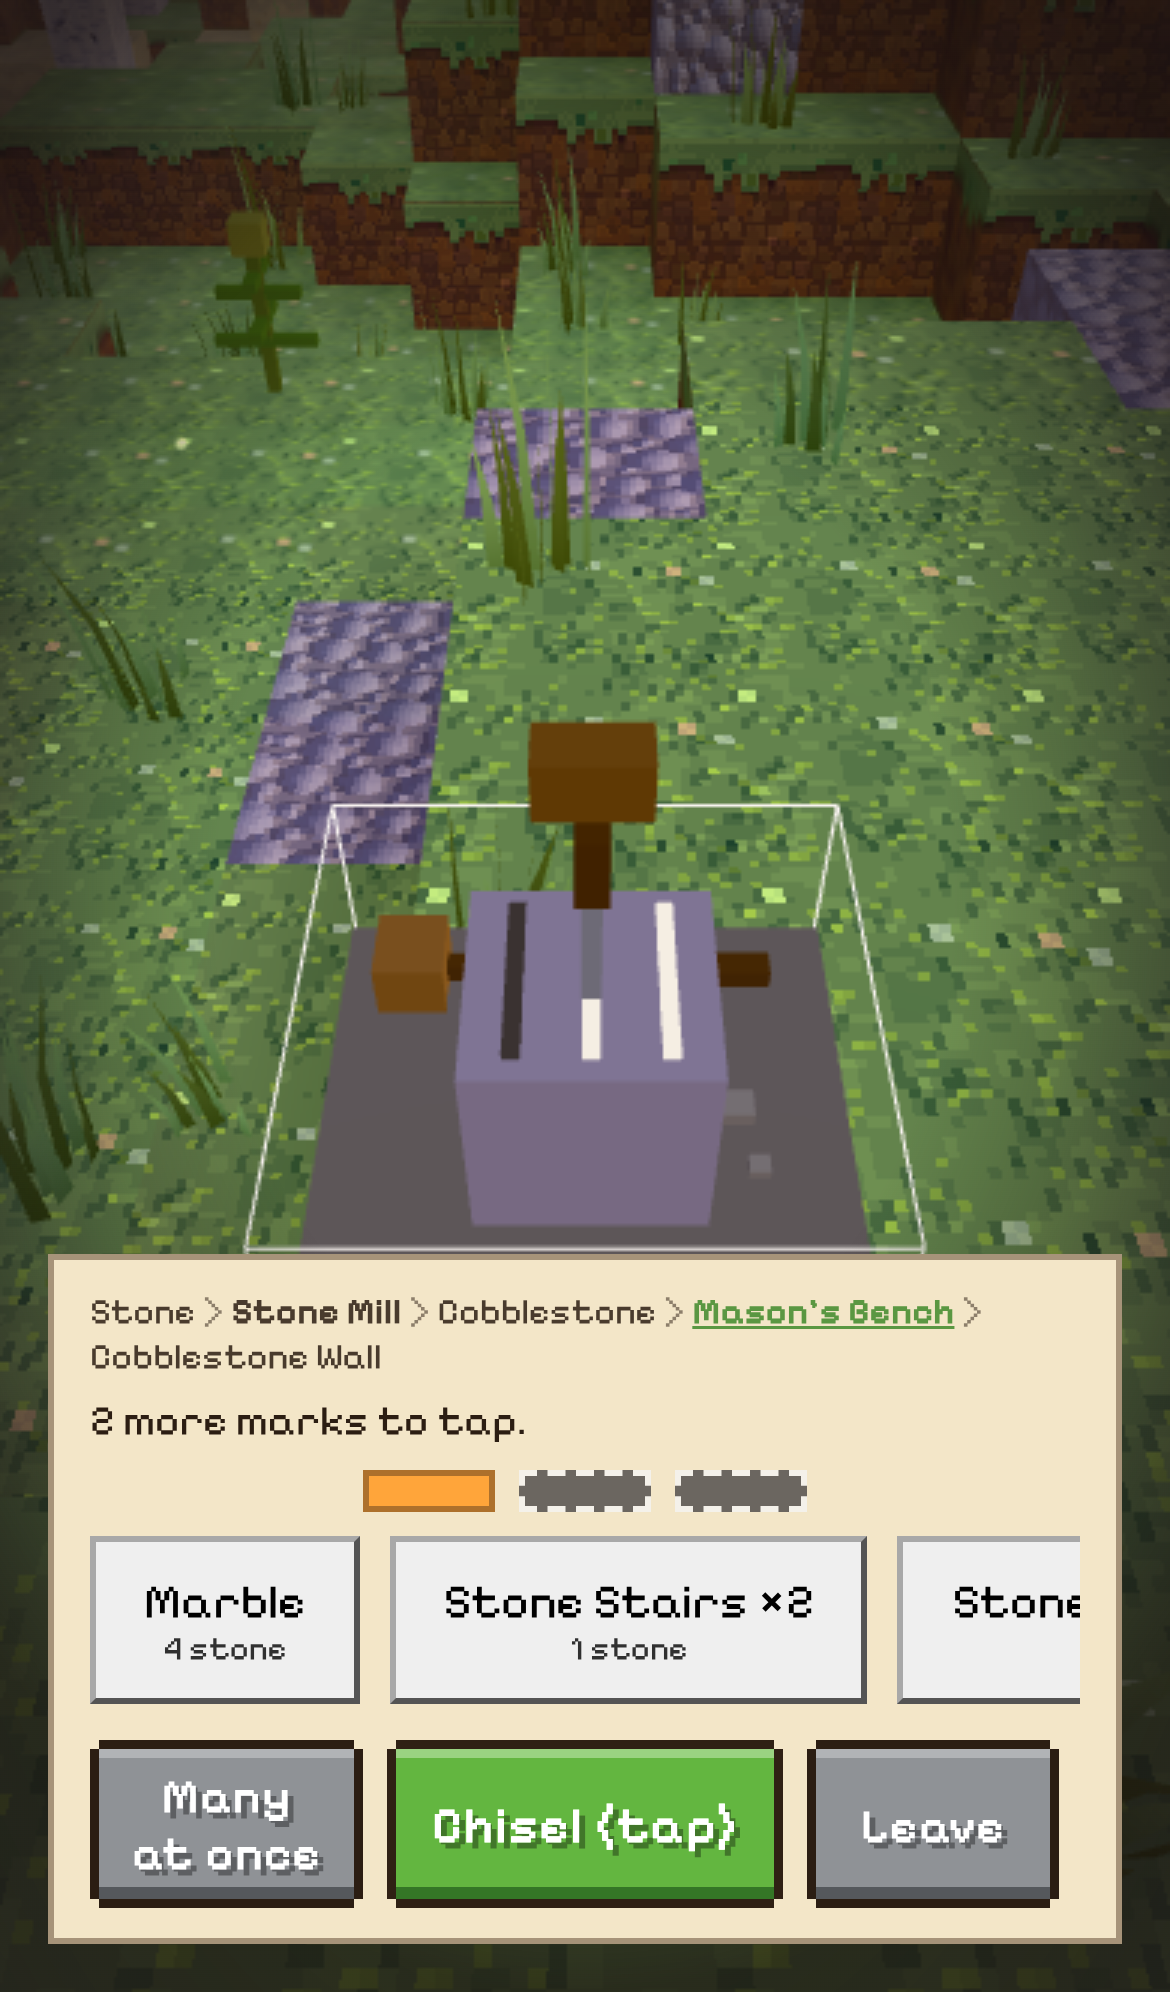 Stone > Stone Mill > Cobblestone > Mason's Bench >
Cobblestone Wall
2 more marks to tap.
Marble
4 stone
Stone Stairs ×2
1 stone
Stone
Many
at once
Chisel (tap)
Leave